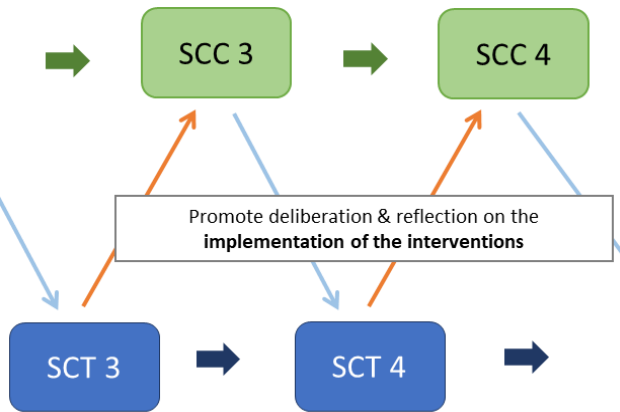 SCC 3
SCC 4
Promote deliberation & reflection on the
implementation of the interventions
SCT 3
SCT 4